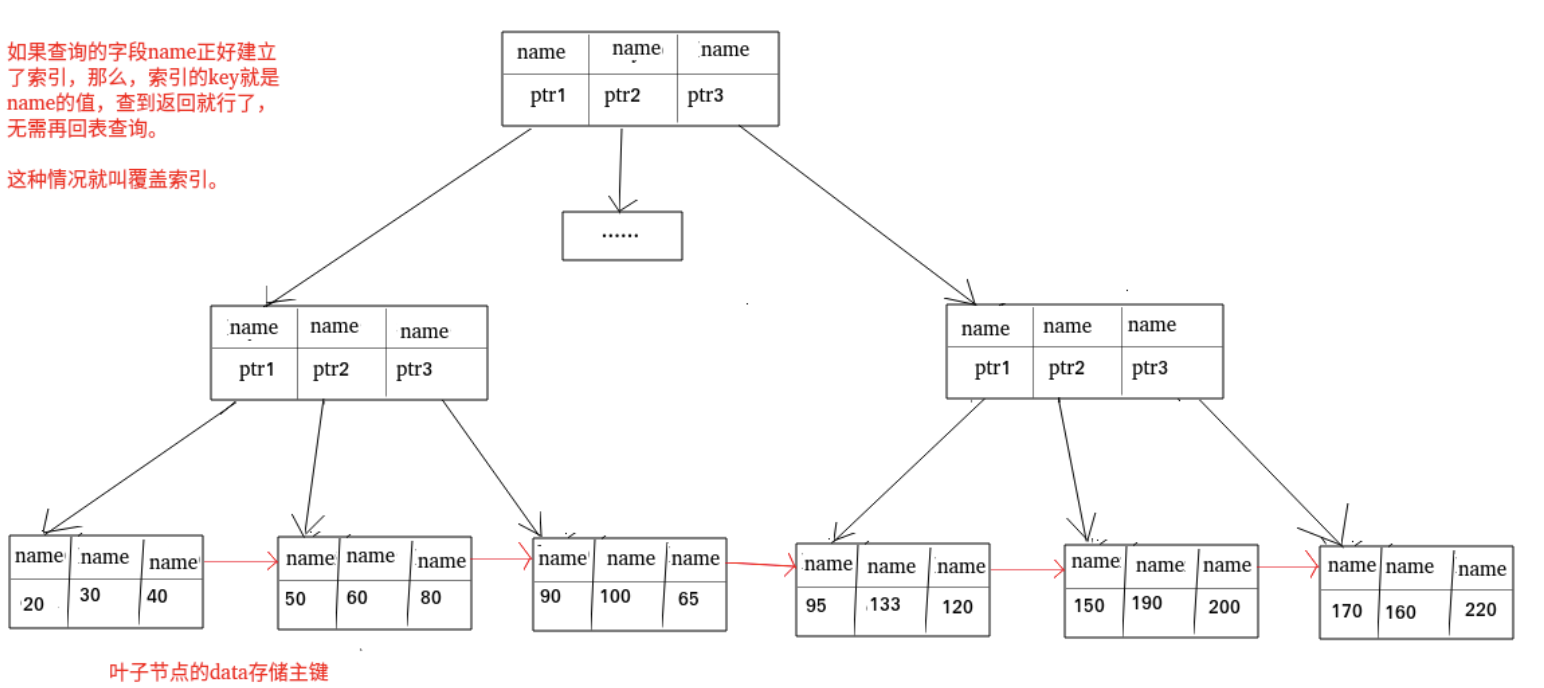 如果查询的字段name正好建立
了索引，那么，索引的key就是
name的值，查到返回就行了，
无需再回表查询。
这种情况就叫覆盖索引。
name name name
ptr1 ptr2 ptr3
......
name name name
ptr1 ptr2 ptr3
name name name
ptr1 ptr2 ptr3
name name name
20 30 40
name name name
50 60 80
name name name
90 100 65
name name name
95 133 120
name name name
150 190 200
name name name
170 160 220
叶子节点的data存储主键